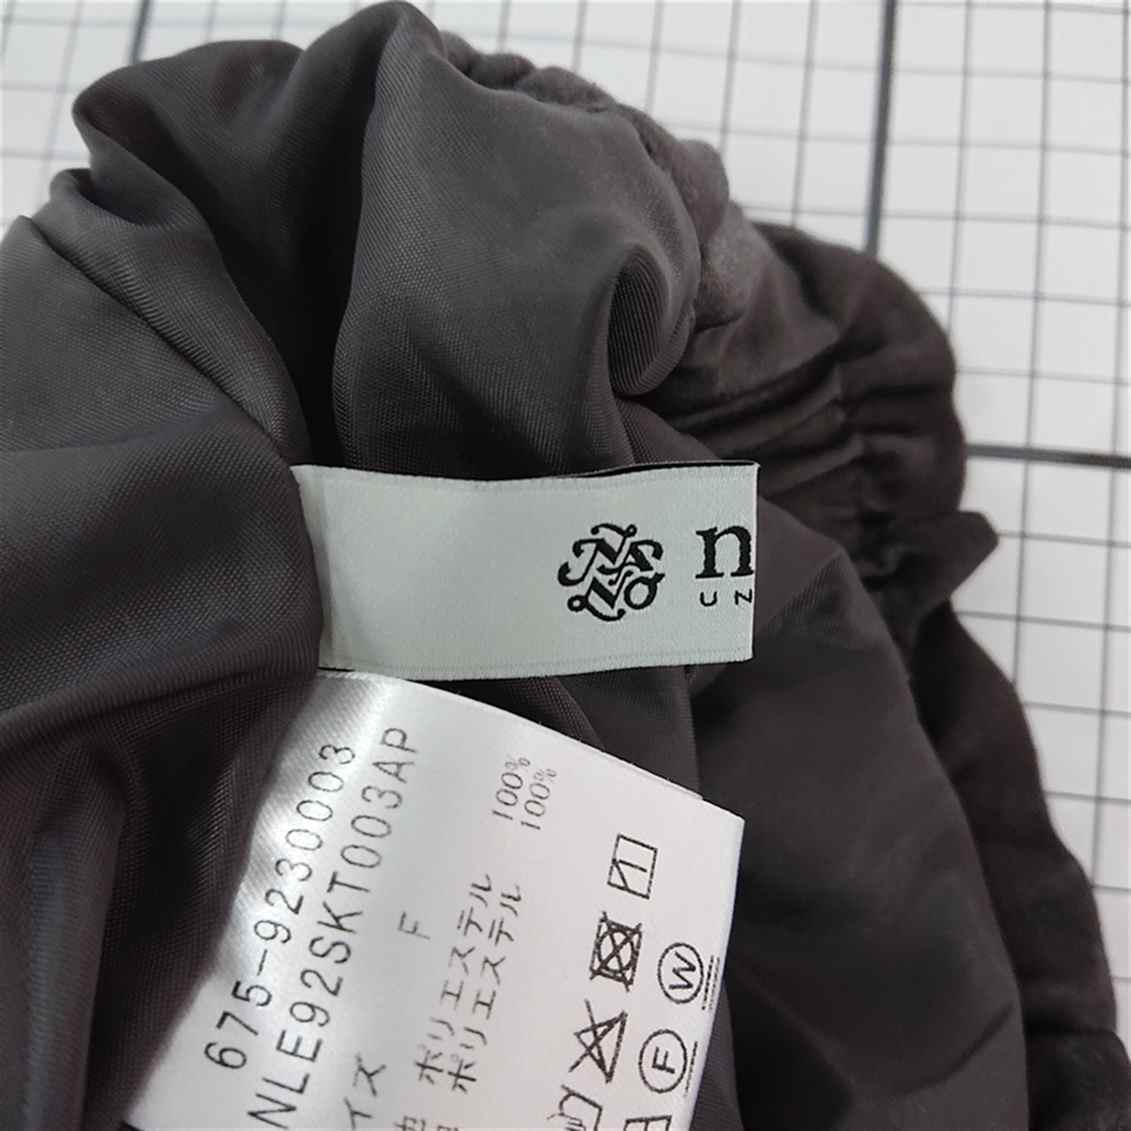 n
UN
675-9230003
NLE92SKT003AP
イズ F
ポリエステル 100%
ポリエステル 100%
W
F